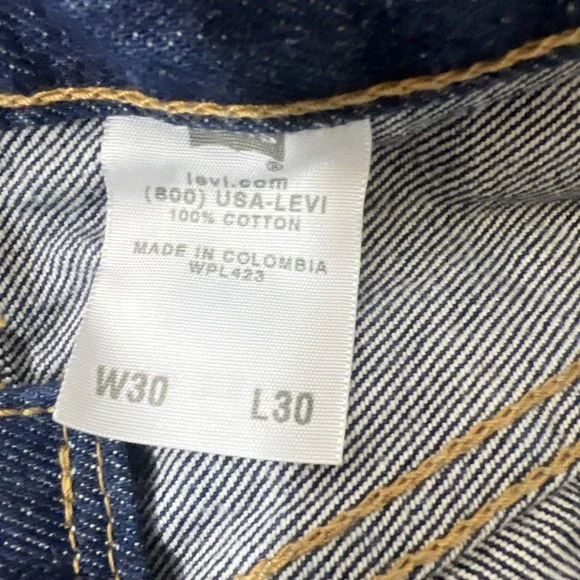 levi.com
(800) USA-LEVI
100% COTTON
MADE IN COLOMBIA
WPL423
W30 L30